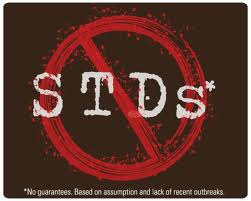 STDs*
*No guarantees. Based on assumption and lack of recent outbreaks.